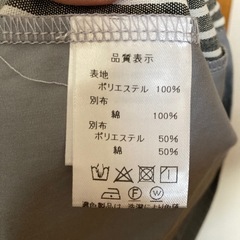 品質表示
表地
ポリエステル 100%
別布
綿 100%
別布
ポリエステル 50%
綿 50%